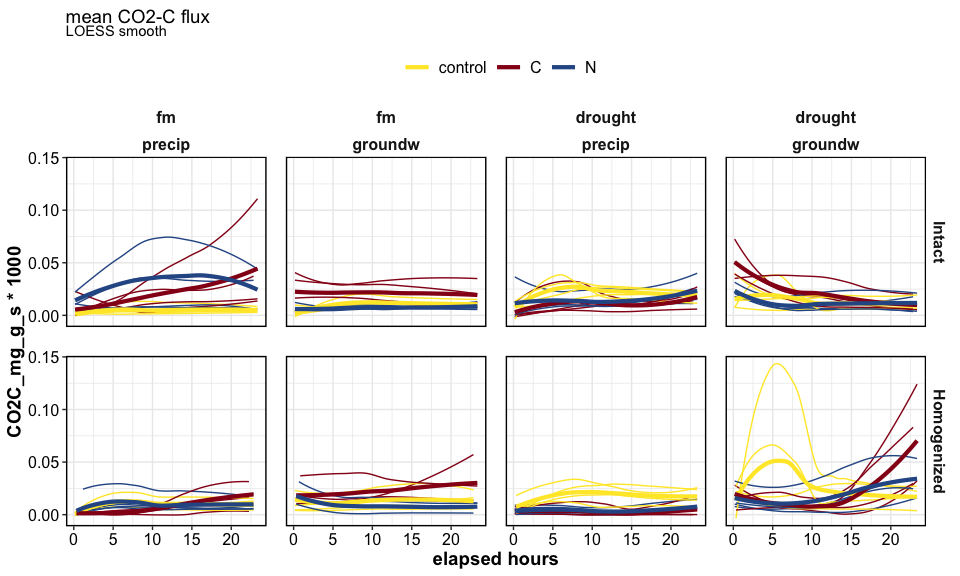 mean CO2-C flux
LOESS smooth
control C N
fm fm drought drought
precip groundw precip groundw
0.15
0.10
0.05
0.00
Intact
0.15
0.10
0.05
0.00
Homogenized
CO2C_mg_g_s * 1000
0 5 10 15 20 0 5 10 15 20 0 5 10 15 20 0 5 10 15 20
elapsed hours